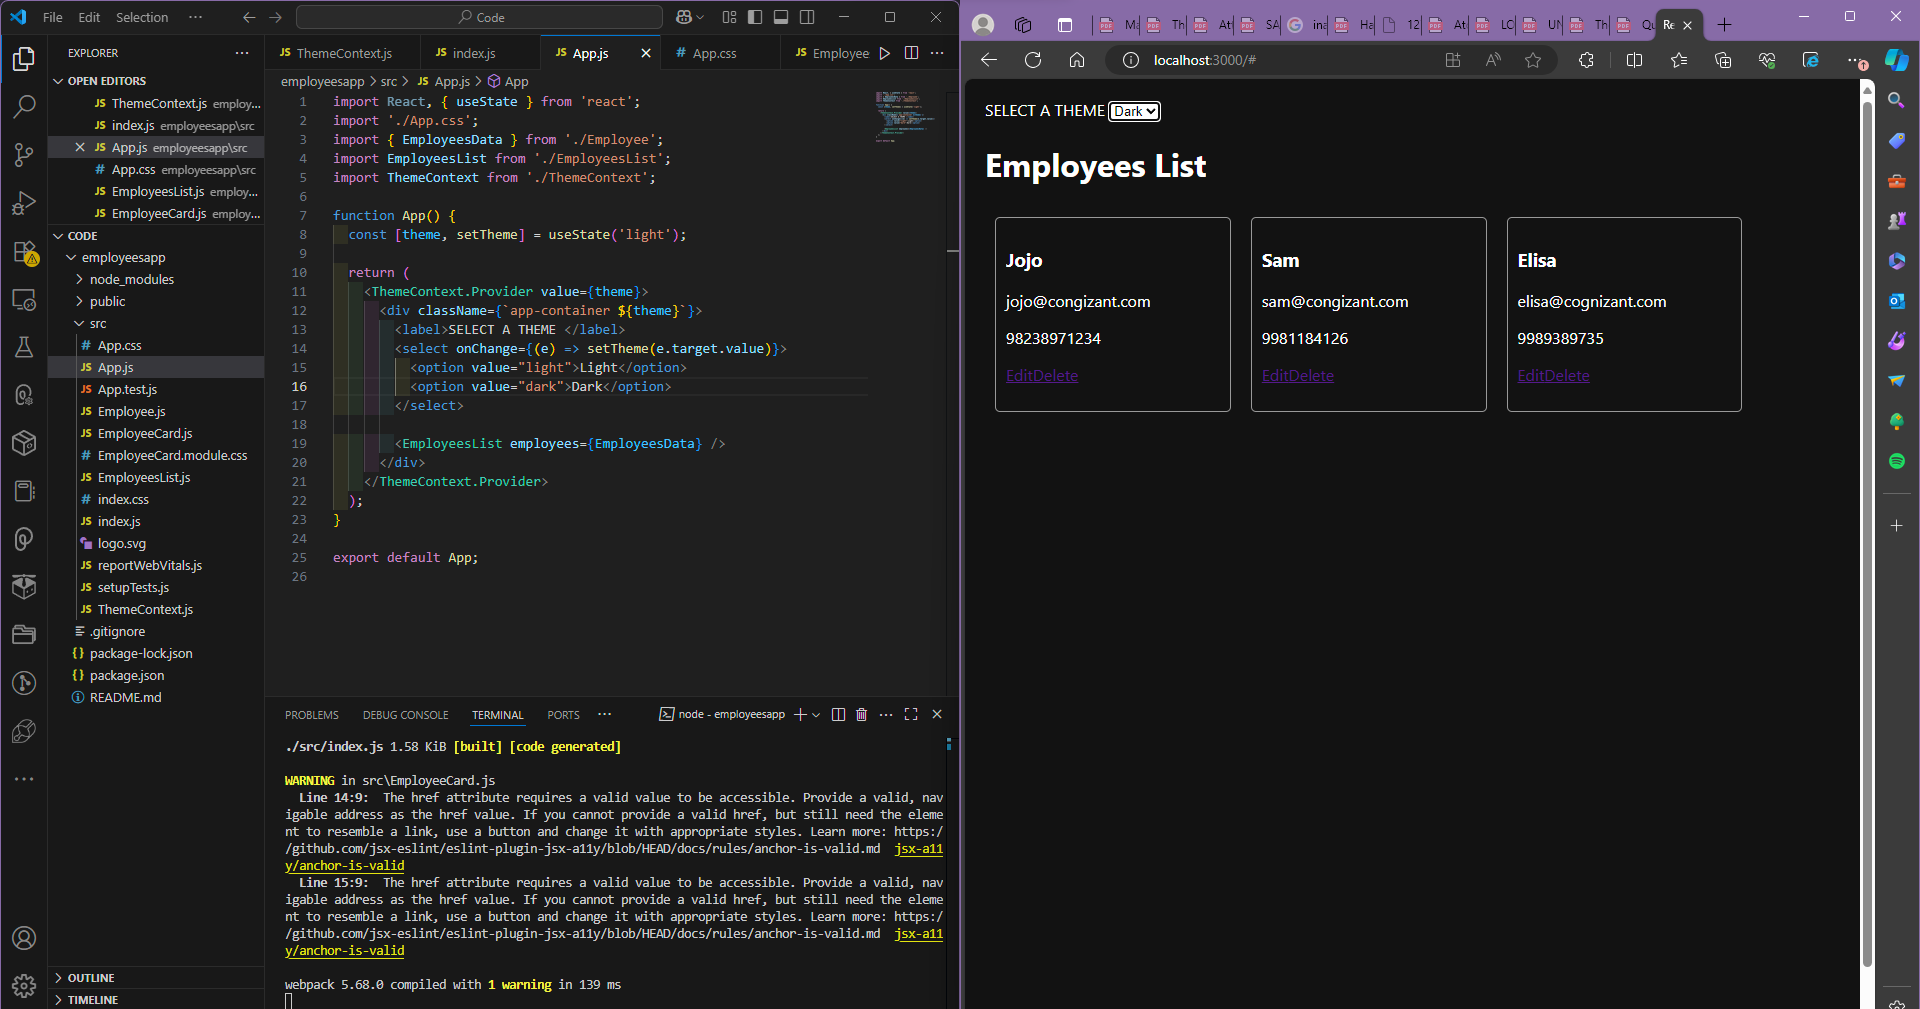 File Edit Selection ··· Code
EXPLORER
OPEN EDITORS
JS ThemeContext.js employ...
JS index.js employeesapp\src
JS App.js employeesapp\src
# App.css employeesapp\src
JS EmployeesList.js employ...
JS EmployeeCard.js employ...
CODE
employeesapp
node_modules
public
src
# App.css
JS App.js
JS App.test.js
JS Employee.js
JS EmployeeCard.js
# EmployeeCard.module.css
JS EmployeesList.js
# index.css
JS index.js
logo.svg
JS reportWebVitals.js
JS setupTests.js
JS ThemeContext.js
.gitignore
{} package-lock.json
{} package.json
README.md
OUTLINE
TIMELINE
JS ThemeContext.js JS index.js JS App.js # App.css JS Employee
employeesapp > src > JS App.js > App
1 import React, { useState } from 'react';
2 import './App.css';
3 import { EmployeesData } from './Employee';
4 import EmployeesList from './EmployeesList';
5 import ThemeContext from './ThemeContext';
6
7 function App() {
8 const [theme, setTheme] = useState('light');
9
10 return (
11 <ThemeContext.Provider value={theme}>
12 <div className={`app-container ${theme}`}>
13 <label>SELECT A THEME </label>
14 <select onChange={(e) => setTheme(e.target.value)}>
15 <option value="light">Light</option>
16 <option value="dark">Dark</option>
17 </select>
18
19 <EmployeesList employees={EmployeesData} />
20 </div>
21 </ThemeContext.Provider>
22 );
23 }
24
25 export default App;
26
PROBLEMS DEBUG CONSOLE TERMINAL PORTS ··· node - employeesapp
./src/index.js 1.58 KiB [built] [code generated]
WARNING in src\EmployeeCard.js
Line 14:9: The href attribute requires a valid value to be accessible. Provide a valid, nav
igable address as the href value. If you cannot provide a valid href, but still need the eleme
nt to resemble a link, use a button and change it with appropriate styles. Learn more: https:/
/github.com/jsx-eslint/eslint-plugin-jsx-a11y/blob/HEAD/docs/rules/anchor-is-valid.md jsx-a11
y/anchor-is-valid
Line 15:9: The href attribute requires a valid value to be accessible. Provide a valid, nav
igable address as the href value. If you cannot provide a valid href, but still need the eleme
nt to resemble a link, use a button and change it with appropriate styles. Learn more: https:/
/github.com/jsx-eslint/eslint-plugin-jsx-a11y/blob/HEAD/docs/rules/anchor-is-valid.md jsx-a11
y/anchor-is-valid
webpack 5.68.0 compiled with 1 warning in 139 ms
Th SA ina 12 LO Th Re
localhost:3000/#
SELECT A THEME Dark
Employees List
Jojo
jojo@congizant.com
98238971234
EditDelete
Sam
sam@congizant.com
9981184126
EditDelete
Elisa
elisa@cognizant.com
9989389735
EditDelete